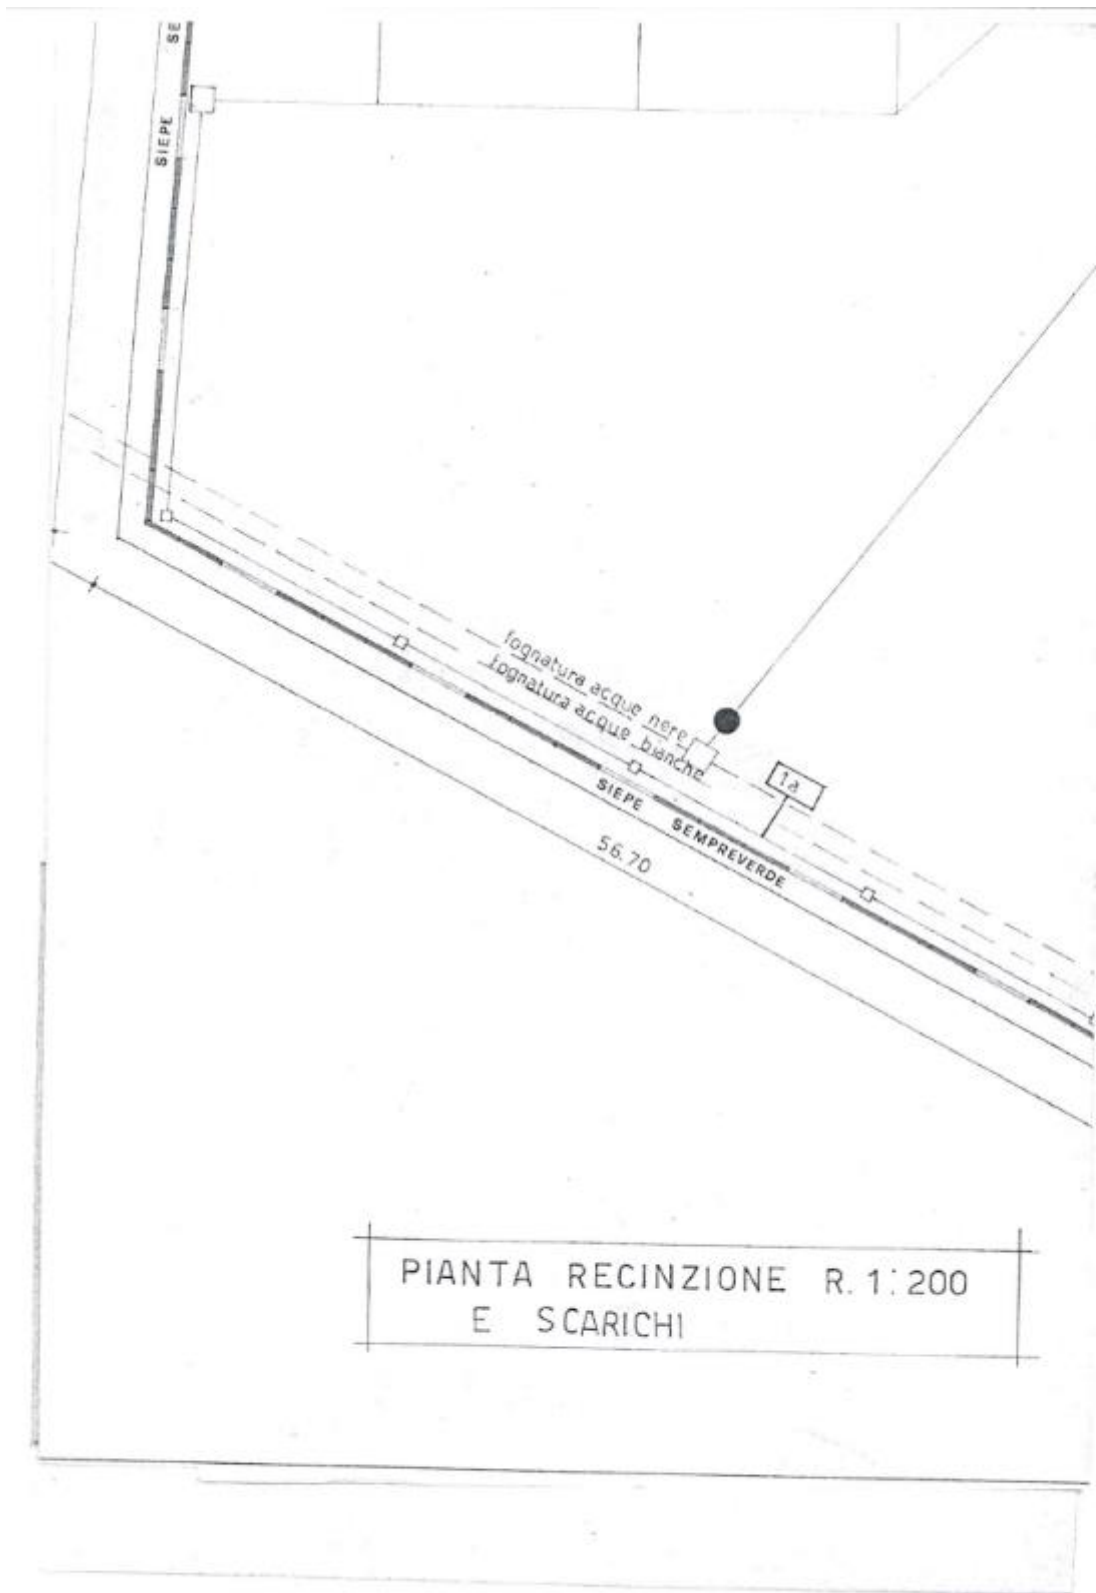 SE
SIEPE
fognatura acque nere
fognatura acque bianche
1a
SIEPE SEMPREVERDE
56.70
PIANTA RECINZIONE R. 1:200
E SCARICHI